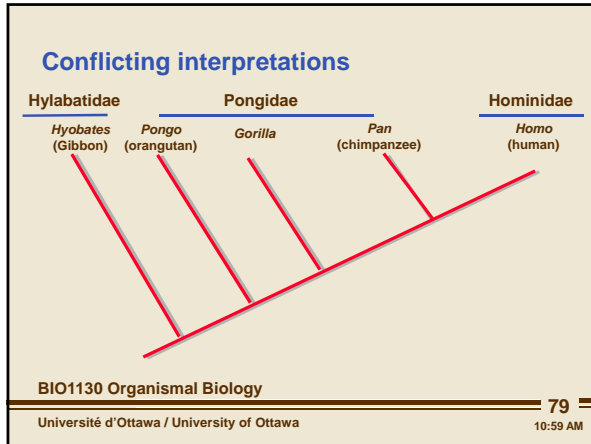 Conflicting interpretations
Hylabatidae Pongidae Hominidae
Hyobates Pongo Gorilla Pan Homo
(Gibbon) (orangutan) (chimpanzee) (human)
BIO1130 Organismal Biology
79
Université d'Ottawa / University of Ottawa
10:59 AM